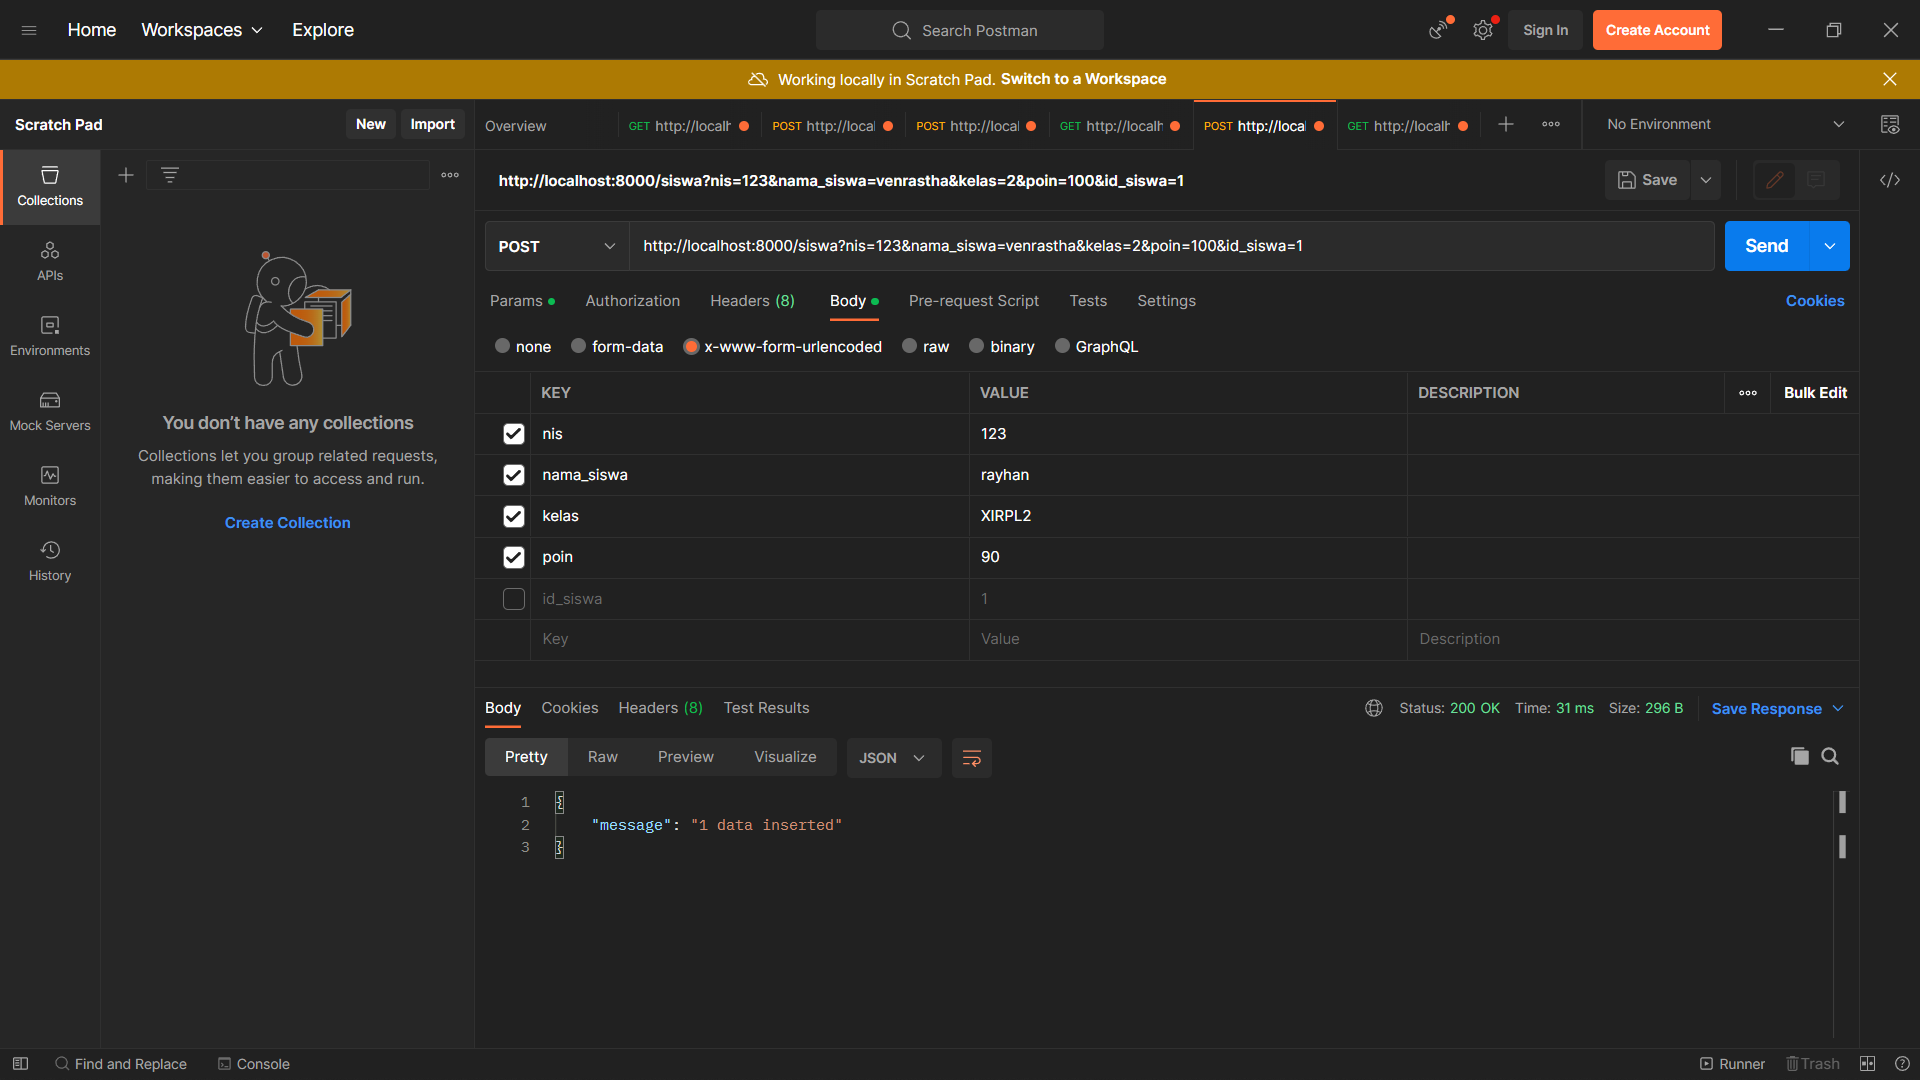 Home Workspaces Explore Search Postman Sign In Create Account
Working locally in Scratch Pad. Switch to a Workspace
Scratch Pad New Import Overview GET http://localh POST http://local POST http://local GET http://localh POST http://loca GET http://localh No Environment
http://localhost:8000/siswa?nis=123&nama_siswa=venrastha&kelas=2&poin=100&id_siswa=1 Save
POST http://localhost:8000/siswa?nis=123&nama_siswa=venrastha&kelas=2&poin=100&id_siswa=1 Send
Params Authorization Headers (8) Body Pre-request Script Tests Settings Cookies
none form-data x-www-form-urlencoded raw binary GraphQL
KEY VALUE DESCRIPTION Bulk Edit
nis 123
nama_siswa rayhan
kelas XIRPL2
poin 90
id_siswa 1
Key Value Description
Collections
APIs
Environments
Mock Servers
Monitors
History
You don't have any collections
Collections let you group related requests,
making them easier to access and run.
Create Collection
Body Cookies Headers (8) Test Results Status: 200 OK Time: 31 ms Size: 296 B Save Response
Pretty Raw Preview Visualize JSON
1 {
2 "message": "1 data inserted"
3 }
Find and Replace Console Runner Trash